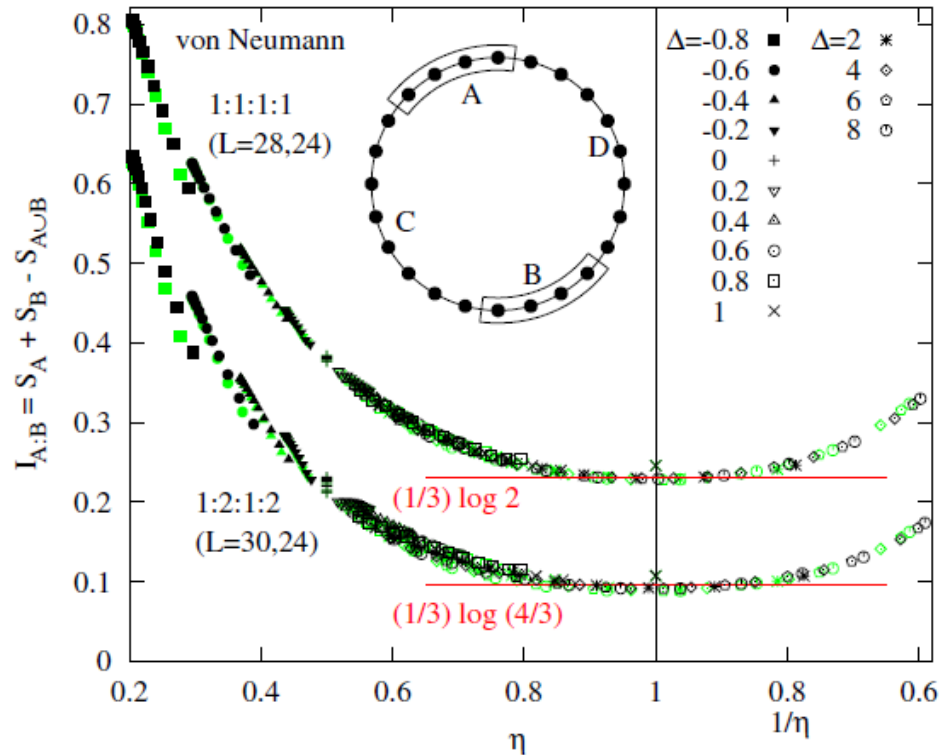 I_{A:B} = S_A + S_B - S_{A∪B}
0.8
0.7
0.6
0.5
0.4
0.3
0.2
0.1
0
von Neumann
1:1:1:1
(L=28,24)
1:2:1:2
(L=30,24)
A
D
C
B
Δ=-0.8
-0.6
-0.4
-0.2
0
0.2
0.4
0.6
0.8
1
Δ=2
4
6
8
(1/3) log 2
(1/3) log (4/3)
0.2 0.4 0.6 0.8 1 0.8 0.6
η 1/η